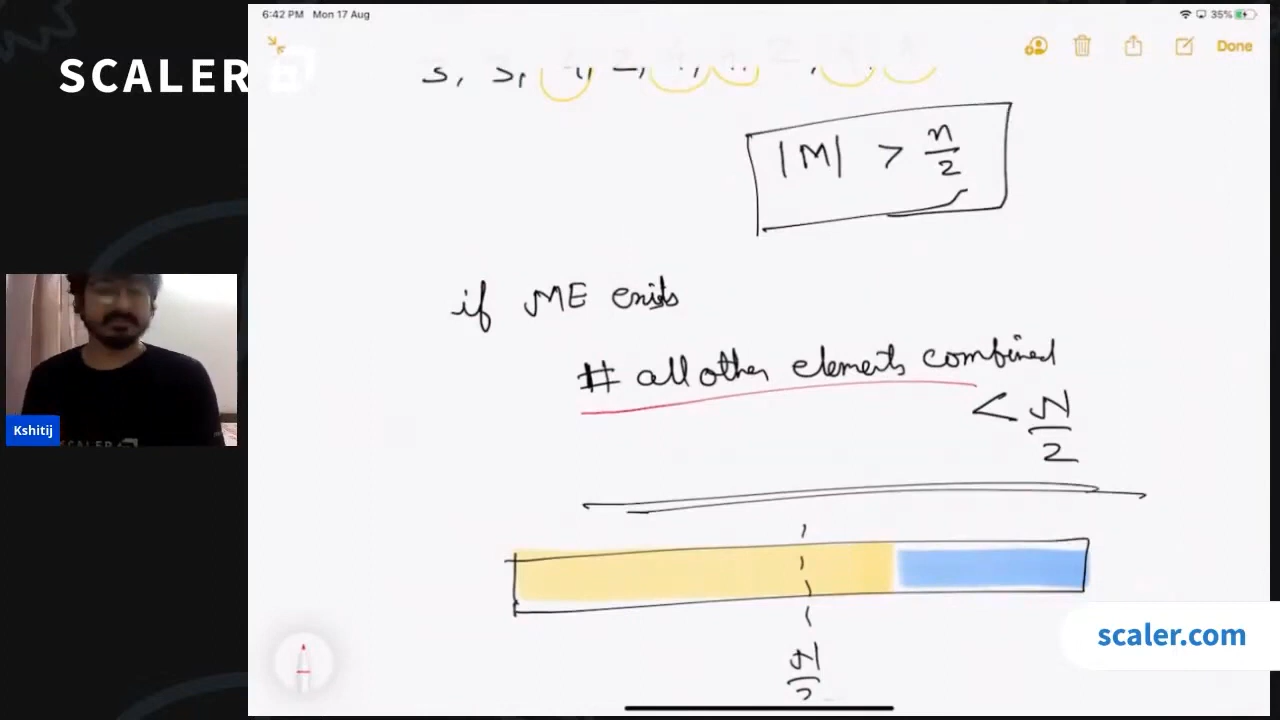 6:42 PM Mon 17 Aug
35%
SCALER
Done
|M| > n/2
if ME exists
# all other elements combined
< N/2
Kshitij
SCALER
scaler.com
N/2